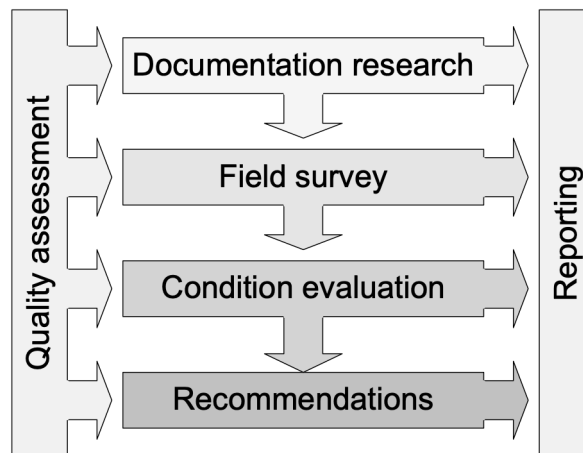 Quality assessment
Documentation research
Field survey
Condition evaluation
Recommendations
Reporting